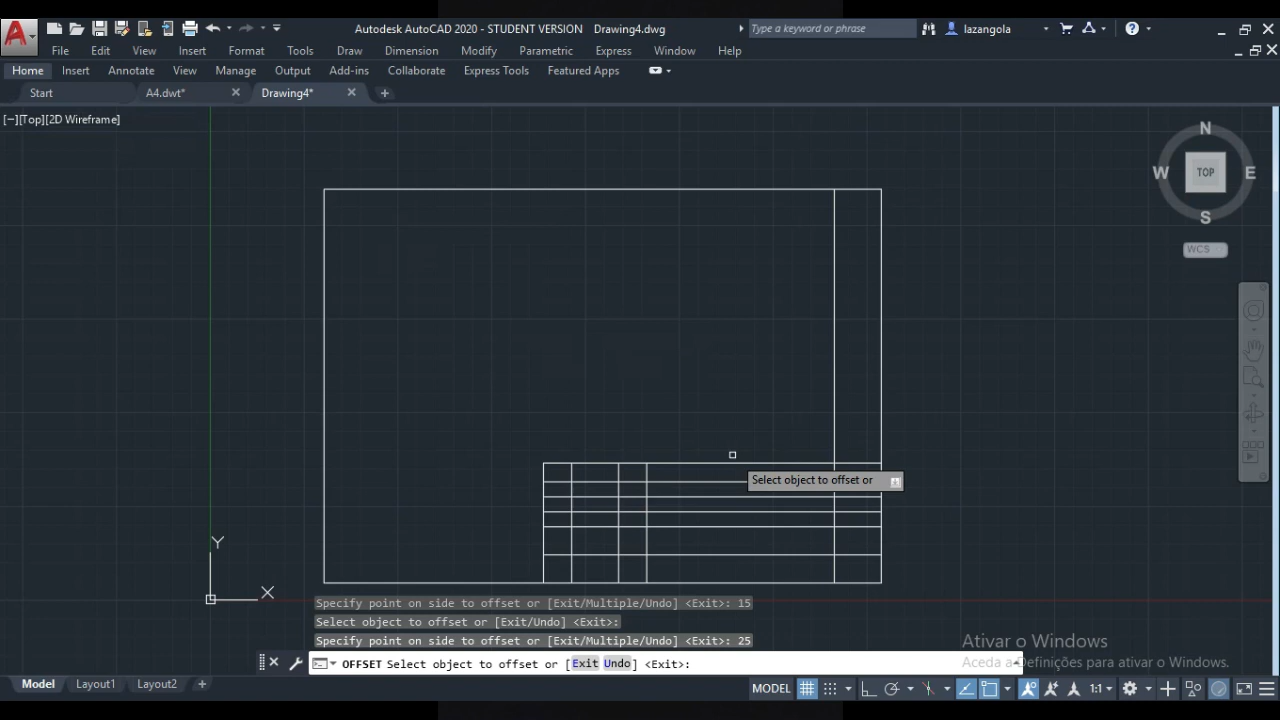 Autodesk AutoCAD 2020 - STUDENT VERSION Drawing4.dwg Type a keyword or phrase lazangola
File Edit View Insert Format Tools Draw Dimension Modify Parametric Express Window Help
Home Insert Annotate View Manage Output Add-ins Collaborate Express Tools Featured Apps
Start A4.dwt* Drawing4*
[−][Top][2D Wireframe]
N
W TOP E
S
WCS
Select object to offset or
Y
X
Specify point on side to offset or [Exit/Multiple/Undo] <Exit>: 15
Select object to offset or [Exit/Undo] <Exit>:
Specify point on side to offset or [Exit/Multiple/Undo] <Exit>: 25
OFFSET Select object to offset or [Exit Undo] <Exit>:
Ativar o Windows
Aceda a Definições para ativar o Windows.
Model Layout1 Layout2 MODEL 1:1